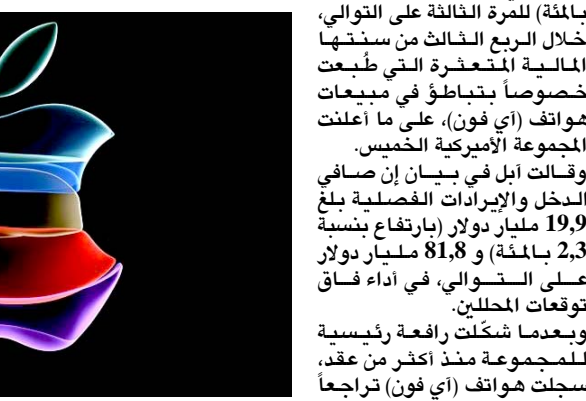 بالمئة) للمرة الثالثة على التوالي،
خلال الربع الثالث من سنتها
المالية المتعثرة التي طُبعت
خصوصاً بتباطؤ في مبيعات
هواتف (آي فون)، على ما أعلنت
المجموعة الأميركية الخميس.
وقالت آبل في بيان إن صافي
الدخل والإيرادات الفصلية بلغ
19,9 مليار دولار (بارتفاع بنسبة
2,3 بالمئة) و 81,8 مليار دولار
على التوالي، في أداء فاق
توقعات المحللين.
وبعدما شكّلت رافعة رئيسية
للمجموعة منذ أكثر من عقد،
سجلت هواتف (آي فون) تراجعاً